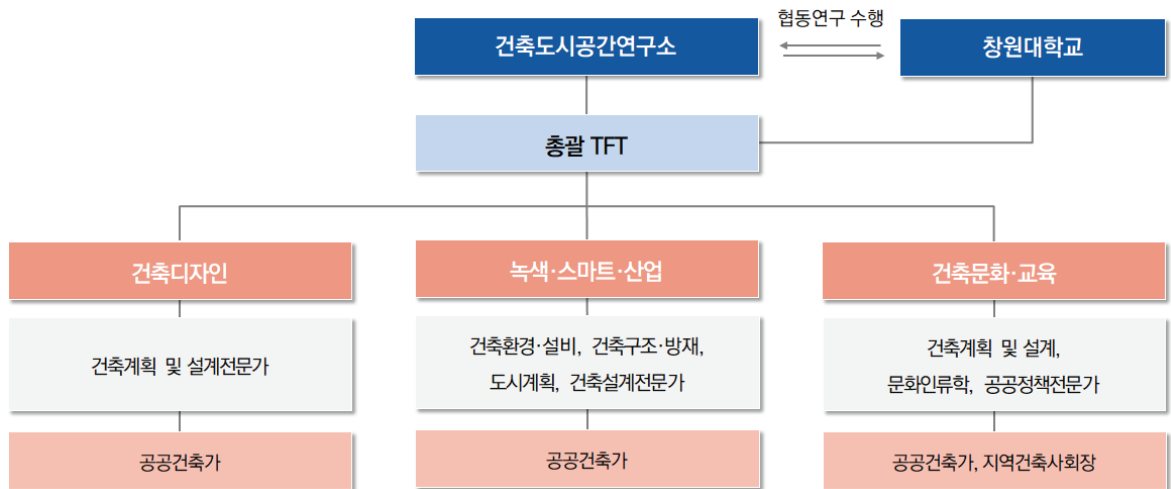 협동연구 수행
건축도시공간연구소
창원대학교
총괄 TFT
건축디자인
녹색·스마트·산업
건축문화·교육
건축계획 및 설계전문가
건축환경·설비, 건축구조·방재,
도시계획, 건축설계전문가
건축계획 및 설계,
문화인류학, 공공정책전문가
공공건축가
공공건축가
공공건축가, 지역건축사회장